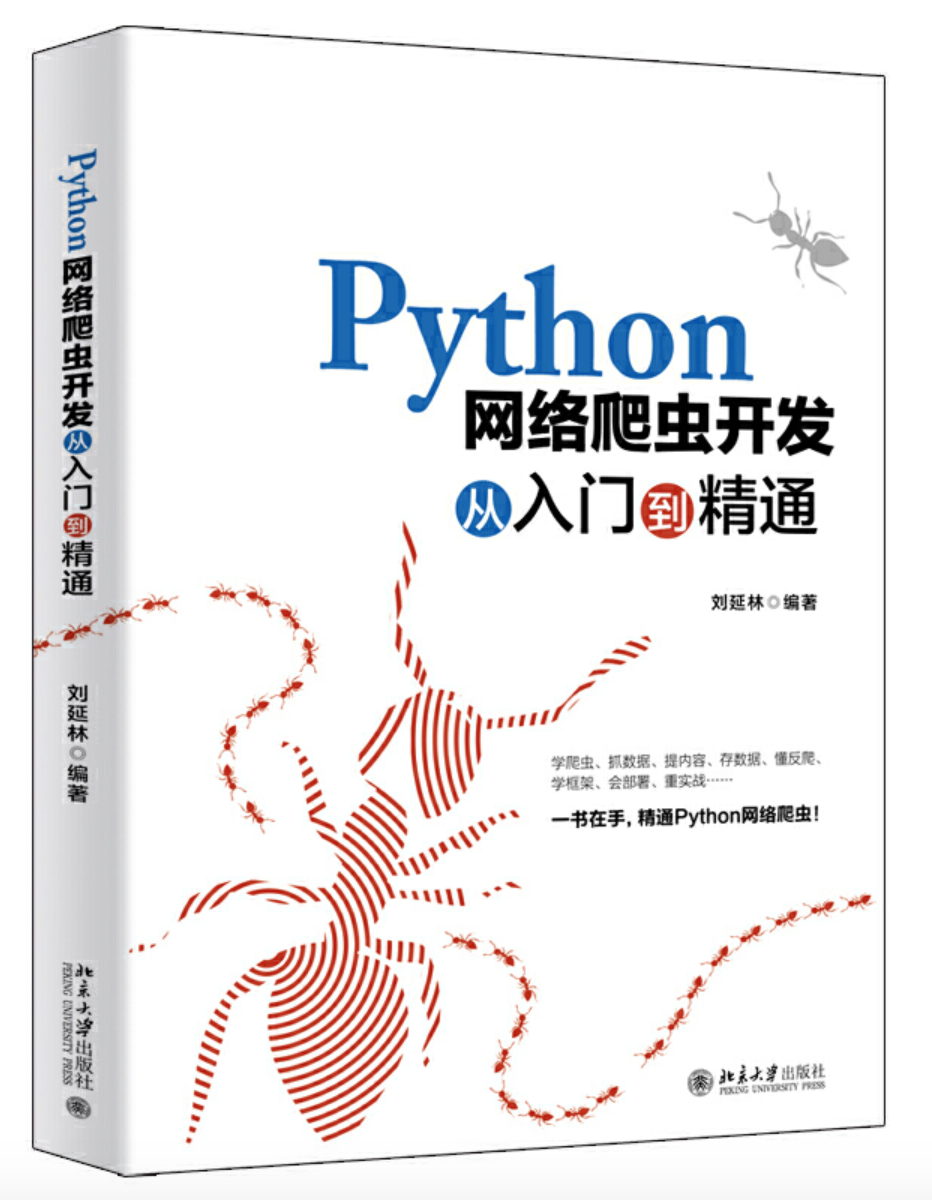 Python网络爬虫开发从入门到精通
刘延林◎编著
北京大学出版社
PEKING UNIVERSITY PRESS
Python
网络爬虫开发
从入门到精通
刘延林◎编著
学爬虫、抓数据、提内容、存数据、懂反爬、
学框架、会部署、重实战……
一书在手，精通Python网络爬虫！
北京大学出版社
PEKING UNIVERSITY PRESS